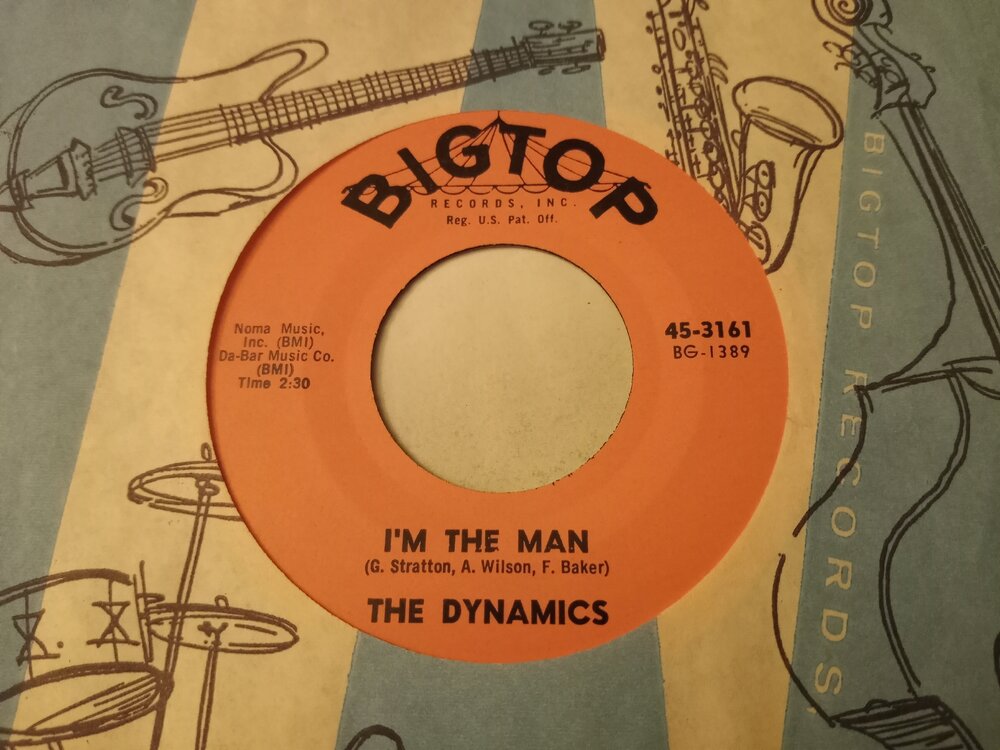 BIGTOP
RECORDS, INC.
Reg. U.S. Pat. Off.
Noma Music,
Inc. (BMI)
Da-Bar Music Co.
(BMI)
Time 2:30
45-3161
BG-1389
I'M THE MAN
(G. Stratton, A. Wilson, F. Baker)
THE DYNAMICS
BIGTOP RECORDS,